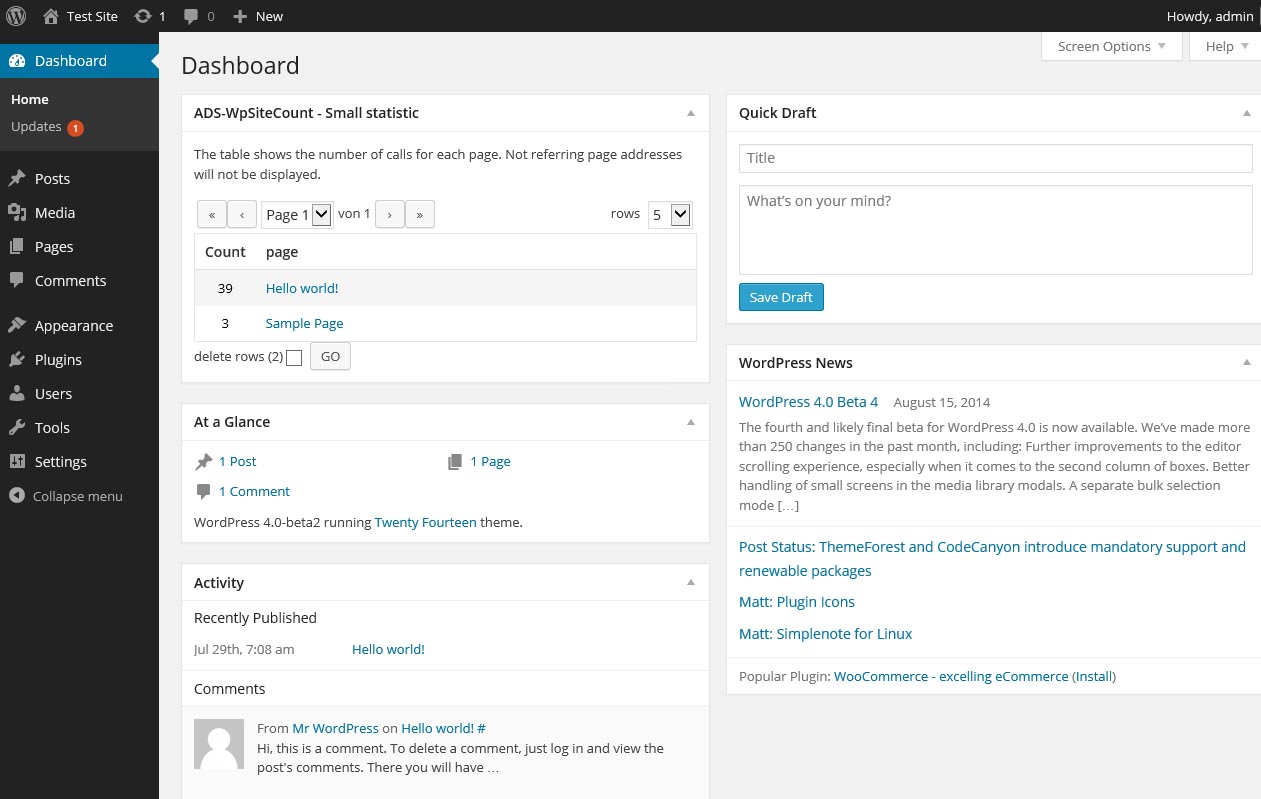 Test Site 1 0 New Howdy, admin
Screen Options Help
Dashboard
Home
Updates 1
Posts
Media
Pages
Comments
Appearance
Plugins
Users
Tools
Settings
Collapse menu
Dashboard
ADS-WpSiteCount - Small statistic
The table shows the number of calls for each page. Not referring page addresses
will not be displayed.
« ‹ Page 1 von 1 › » rows 5
Count page
39 Hello world!
3 Sample Page
delete rows (2) GO
At a Glance
1 Post 1 Page
1 Comment
WordPress 4.0-beta2 running Twenty Fourteen theme.
Activity
Recently Published
Jul 29th, 7:08 am Hello world!
Comments
From Mr WordPress on Hello world! #
Hi, this is a comment. To delete a comment, just log in and view the
post's comments. There you will have …
Quick Draft
Title
What's on your mind?
Save Draft
WordPress News
WordPress 4.0 Beta 4 August 15, 2014
The fourth and likely final beta for WordPress 4.0 is now available. We've made more
than 250 changes in the past month, including: Further improvements to the editor
scrolling experience, especially when it comes to the second column of boxes. Better
handling of small screens in the media library modals. A separate bulk selection
mode […]
Post Status: ThemeForest and CodeCanyon introduce mandatory support and
renewable packages
Matt: Plugin Icons
Matt: Simplenote for Linux
Popular Plugin: WooCommerce - excelling eCommerce (Install)